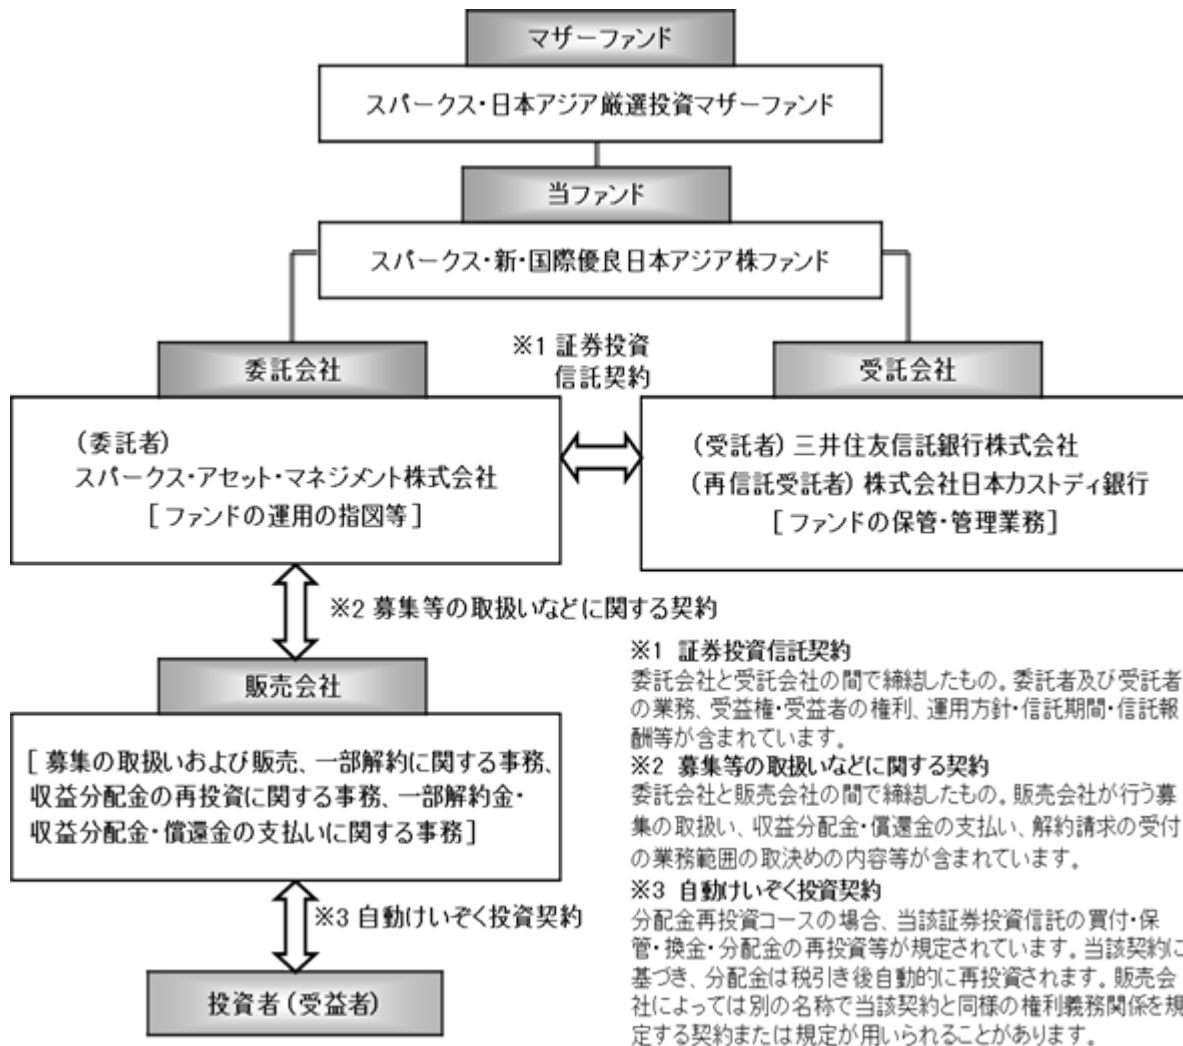 マザーファンド
スパークス・日本アジア厳選投資マザーファンド
当ファンド
スパークス・新・国際優良日本アジア株ファンド
※1 証券投資
信託契約
委託会社
(委託者)
スパークス・アセット・マネジメント株式会社
[ファンドの運用の指図等]
受託会社
(受託者) 三井住友信託銀行株式会社
(再信託受託者) 株式会社日本カストディ銀行
[ファンドの保管・管理業務]
※2 募集等の取扱いなどに関する契約
販売会社
[募集の取扱いおよび販売、一部解約に関する事務、
収益分配金の再投資に関する事務、一部解約金・
収益分配金・償還金の支払いに関する事務]
※3 自動けいぞく投資契約
投資者(受益者)
※1 証券投資信託契約
委託会社と受託会社の間で締結したもの。委託者及び受託者
の業務、受益権・受益者の権利、運用方針・信託期間・信託報
酬等が含まれています。
※2 募集等の取扱いなどに関する契約
委託会社と販売会社の間で締結したもの。販売会社が行う募
集の取扱い、収益分配金・償還金の支払い、解約請求の受付
の業務範囲の取決めの内容等が含まれています。
※3 自動けいぞく投資契約
分配金再投資コースの場合、当該証券投資信託の買付・保
管・換金・分配金の再投資等が規定されています。当該契約に
基づき、分配金は税引き後自動的に再投資されます。販売会
社によっては別の名称で当該契約と同様の権利義務関係を規
定する契約または規定が用いられることがあります。